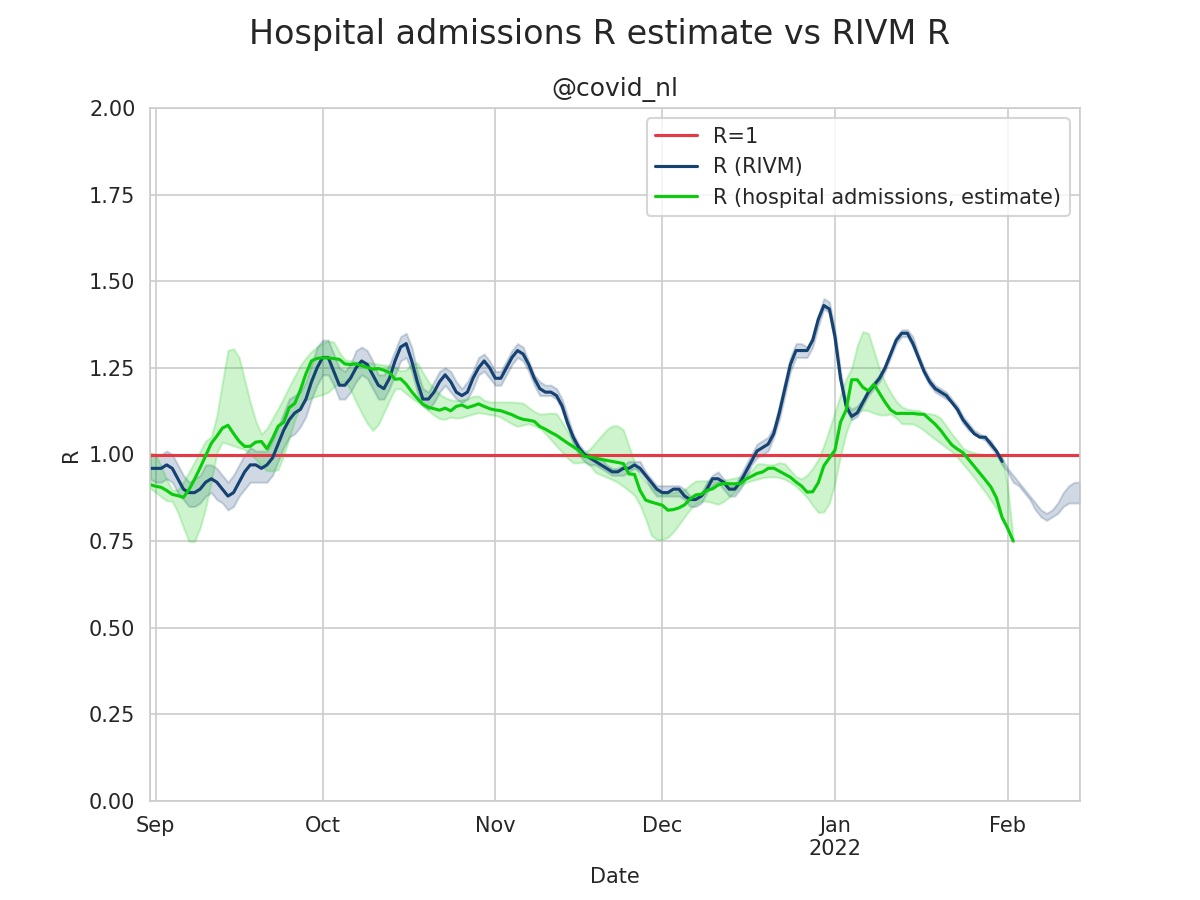 Hospital admissions R estimate vs RIVM R
@covid_nl
R=1
R (RIVM)
R (hospital admissions, estimate)
2.00
1.75
1.50
1.25
1.00
0.75
0.50
0.25
0.00
R
Sep Oct Nov Dec Jan Feb
2022
Date